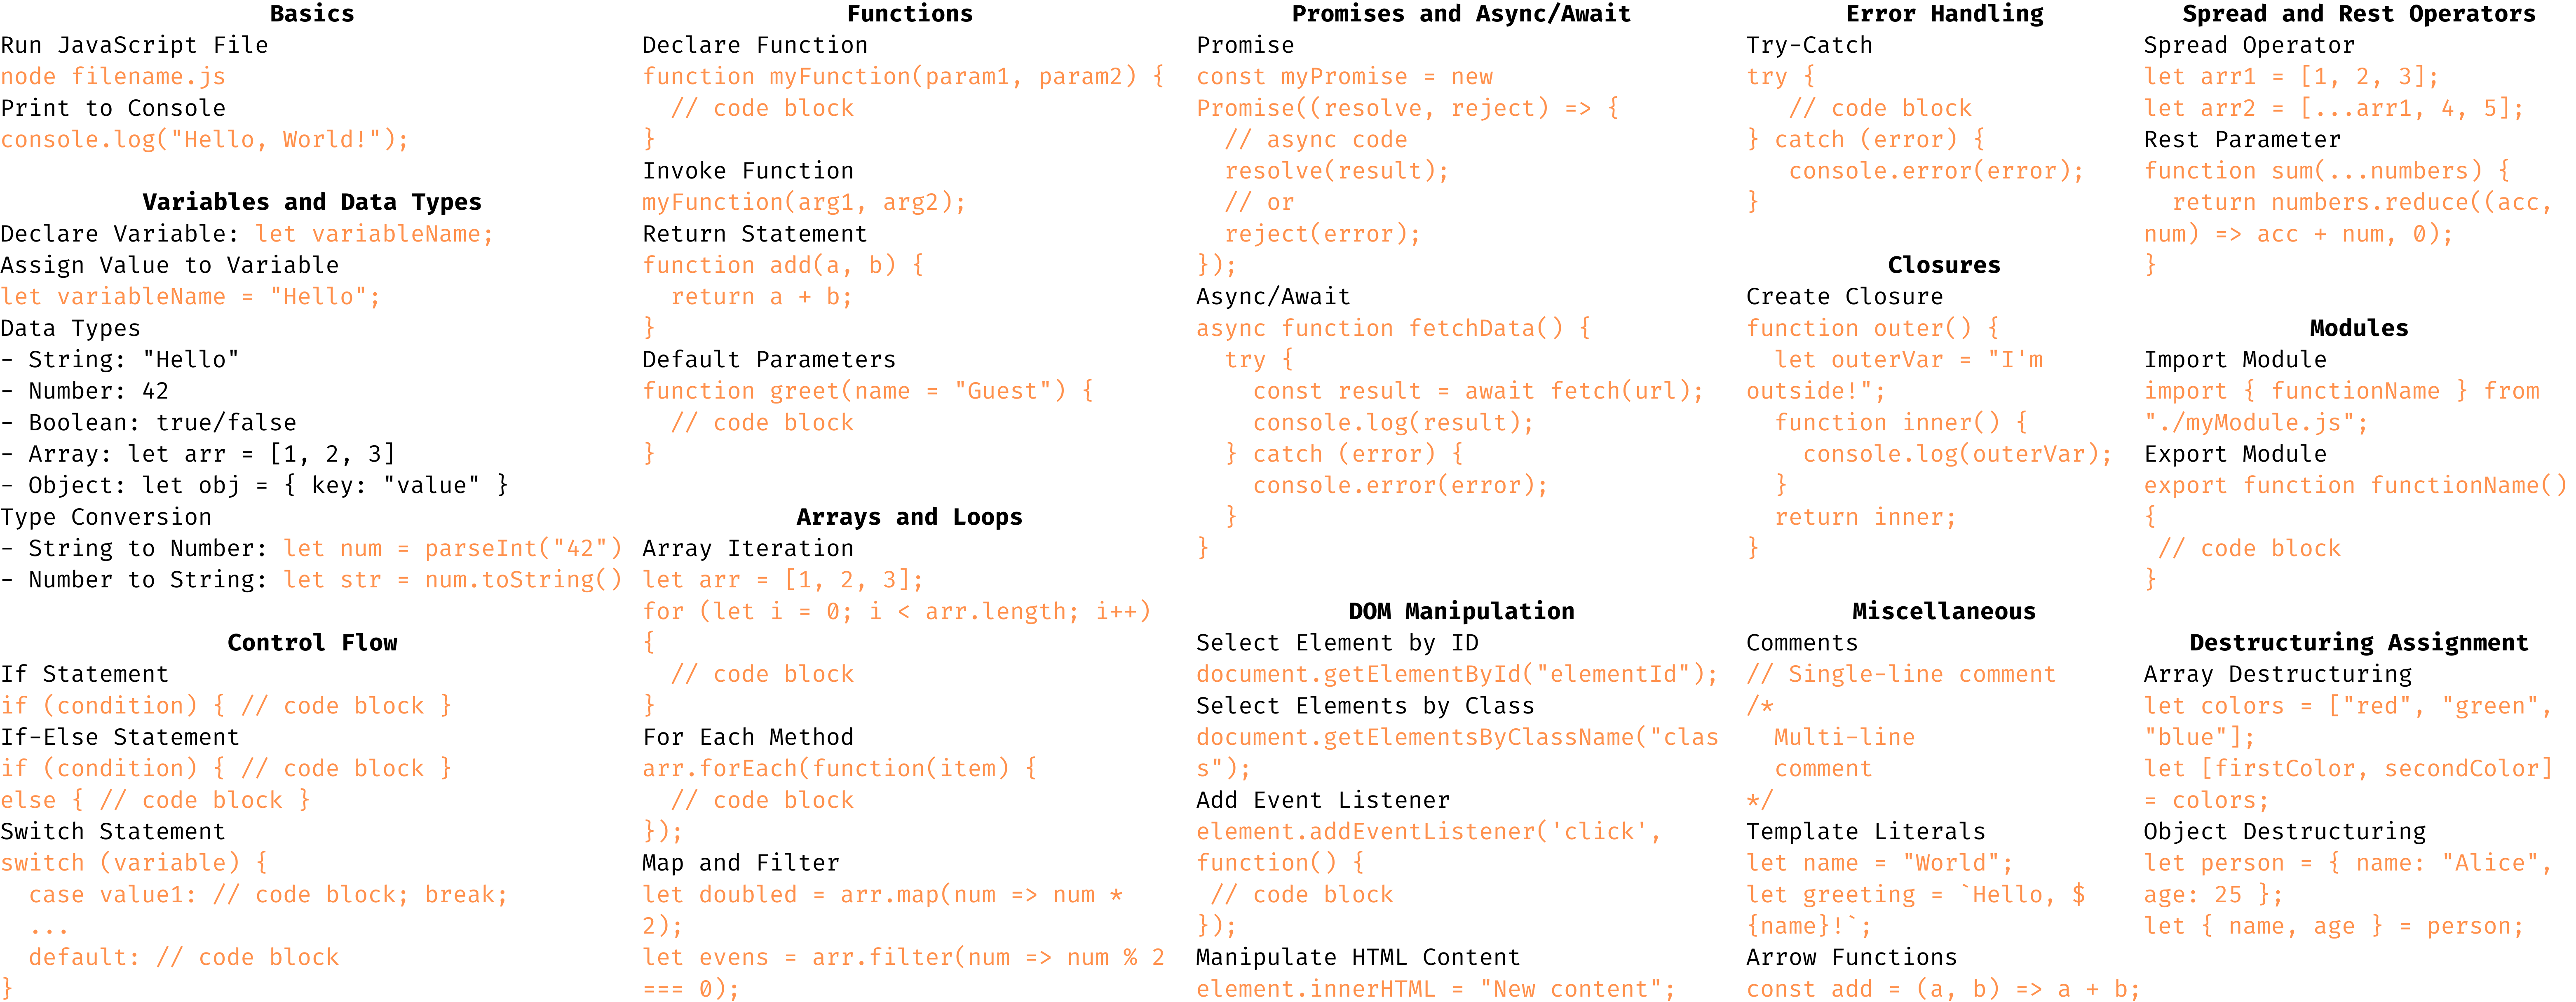 Basics
Run JavaScript File
node filename.js
Print to Console
console.log("Hello, World!");
Variables and Data Types
Declare Variable: let variableName;
Assign Value to Variable
let variableName = "Hello";
Data Types
- String: "Hello"
- Number: 42
- Boolean: true/false
- Array: let arr = [1, 2, 3]
- Object: let obj = { key: "value" }
Type Conversion
- String to Number: let num = parseInt("42")
- Number to String: let str = num.toString()
Control Flow
If Statement
if (condition) { // code block }
If-Else Statement
if (condition) { // code block }
else { // code block }
Switch Statement
switch (variable) {
  case value1: // code block; break;
  ...
  default: // code block
}
Functions
Declare Function
function myFunction(param1, param2) {
  // code block
}
Invoke Function
myFunction(arg1, arg2);
Return Statement
function add(a, b) {
  return a + b;
}
Default Parameters
function greet(name = "Guest") {
  // code block
}
Arrays and Loops
Array Iteration
let arr = [1, 2, 3];
for (let i = 0; i < arr.length; i++)
{
  // code block
}
For Each Method
arr.forEach(function(item) {
  // code block
});
Map and Filter
let doubled = arr.map(num => num *
2);
let evens = arr.filter(num => num % 2
=== 0);
Promises and Async/Await
Promise
const myPromise = new
Promise((resolve, reject) => {
  // async code
  resolve(result);
  // or
  reject(error);
});
Async/Await
async function fetchData() {
  try {
    const result = await fetch(url);
    console.log(result);
  } catch (error) {
    console.error(error);
  }
}
DOM Manipulation
Select Element by ID
document.getElementById("elementId");
Select Elements by Class
document.getElementsByClassName("clas
s");
Add Event Listener
element.addEventListener('click',
function() {
 // code block
});
Manipulate HTML Content
element.innerHTML = "New content";
Error Handling
Try-Catch
try {
   // code block
} catch (error) {
   console.error(error);
}
Closures
Create Closure
function outer() {
  let outerVar = "I'm
outside!";
  function inner() {
    console.log(outerVar);
  }
  return inner;
}
Miscellaneous
Comments
// Single-line comment
/*
  Multi-line
  comment
*/
Template Literals
let name = "World";
let greeting = `Hello, $
{name}!`;
Arrow Functions
const add = (a, b) => a + b;
Spread and Rest Operators
Spread Operator
let arr1 = [1, 2, 3];
let arr2 = [...arr1, 4, 5];
Rest Parameter
function sum(...numbers) {
  return numbers.reduce((acc,
num) => acc + num, 0);
}
Modules
Import Module
import { functionName } from
"./myModule.js";
Export Module
export function functionName()
{
 // code block
}
Destructuring Assignment
Array Destructuring
let colors = ["red", "green",
"blue"];
let [firstColor, secondColor]
= colors;
Object Destructuring
let person = { name: "Alice",
age: 25 };
let { name, age } = person;